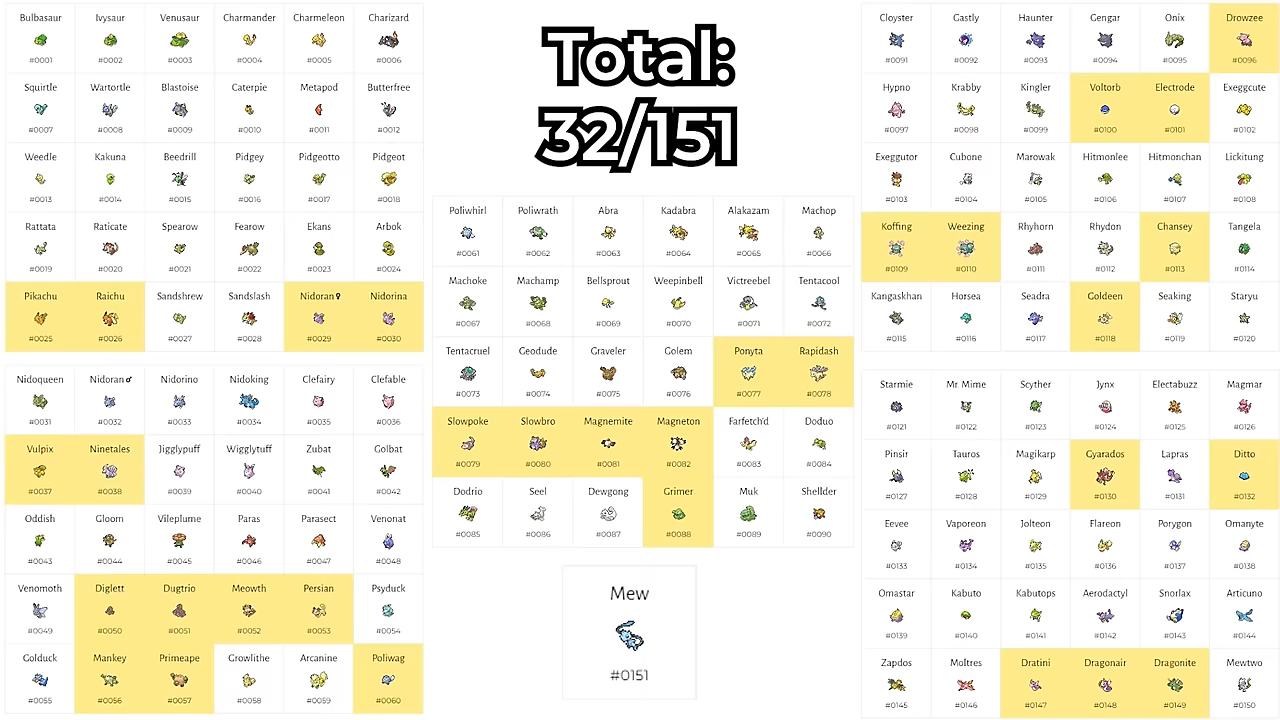 Bulbasaur Ivysaur Venusaur Charmander Charmeleon Charizard
#0001 #0002 #0003 #0004 #0005 #0006
Squirtle Wartortle Blastoise Caterpie Metapod Butterfree
#0007 #0008 #0009 #0010 #0011 #0012
Weedle Kakuna Beedrill Pidgey Pidgeotto Pidgeot
#0013 #0014 #0015 #0016 #0017 #0018
Rattata Raticate Spearow Fearow Ekans Arbok
#0019 #0020 #0021 #0022 #0023 #0024
Pikachu Raichu Sandshrew Sandslash Nidoran♀ Nidorina
#0025 #0026 #0027 #0028 #0029 #0030
Nidoqueen Nidoran♂ Nidorino Nidoking Clefairy Clefable
#0031 #0032 #0033 #0034 #0035 #0036
Vulpix Ninetales Jigglypuff Wigglytuff Zubat Golbat
#0037 #0038 #0039 #0040 #0041 #0042
Oddish Gloom Vileplume Paras Parasect Venonat
#0043 #0044 #0045 #0046 #0047 #0048
Venomoth Diglett Dugtrio Meowth Persian Psyduck
#0049 #0050 #0051 #0052 #0053 #0054
Golduck Mankey Primeape Growlithe Arcanine Poliwag
#0055 #0056 #0057 #0058 #0059 #0060
Total:
32/151
Poliwhirl Poliwrath Abra Kadabra Alakazam Machop
#0061 #0062 #0063 #0064 #0065 #0066
Machoke Machamp Bellsprout Weepinbell Victreebel Tentacool
#0067 #0068 #0069 #0070 #0071 #0072
Tentacruel Geodude Graveler Golem Ponyta Rapidash
#0073 #0074 #0075 #0076 #0077 #0078
Slowpoke Slowbro Magnemite Magneton Farfetch'd Doduo
#0079 #0080 #0081 #0082 #0083 #0084
Dodrio Seel Dewgong Grimer Muk Shellder
#0085 #0086 #0087 #0088 #0089 #0090
Mew
#0151
Cloyster Gastly Haunter Gengar Onix Drowzee
#0091 #0092 #0093 #0094 #0095 #0096
Hypno Krabby Kingler Voltorb Electrode Exeggcute
#0097 #0098 #0099 #0100 #0101 #0102
Exeggutor Cubone Marowak Hitmonlee Hitmonchan Lickitung
#0103 #0104 #0105 #0106 #0107 #0108
Koffing Weezing Rhyhorn Rhydon Chansey Tangela
#0109 #0110 #0111 #0112 #0113 #0114
Kangaskhan Horsea Seadra Goldeen Seaking Staryu
#0115 #0116 #0117 #0118 #0119 #0120
Starmie Mr. Mime Scyther Jynx Electabuzz Magmar
#0121 #0122 #0123 #0124 #0125 #0126
Pinsir Tauros Magikarp Gyarados Lapras Ditto
#0127 #0128 #0129 #0130 #0131 #0132
Eevee Vaporeon Jolteon Flareon Porygon Omanyte
#0133 #0134 #0135 #0136 #0137 #0138
Omastar Kabuto Kabutops Aerodactyl Snorlax Articuno
#0139 #0140 #0141 #0142 #0143 #0144
Zapdos Moltres Dratini Dragonair Dragonite Mewtwo
#0145 #0146 #0147 #0148 #0149 #0150